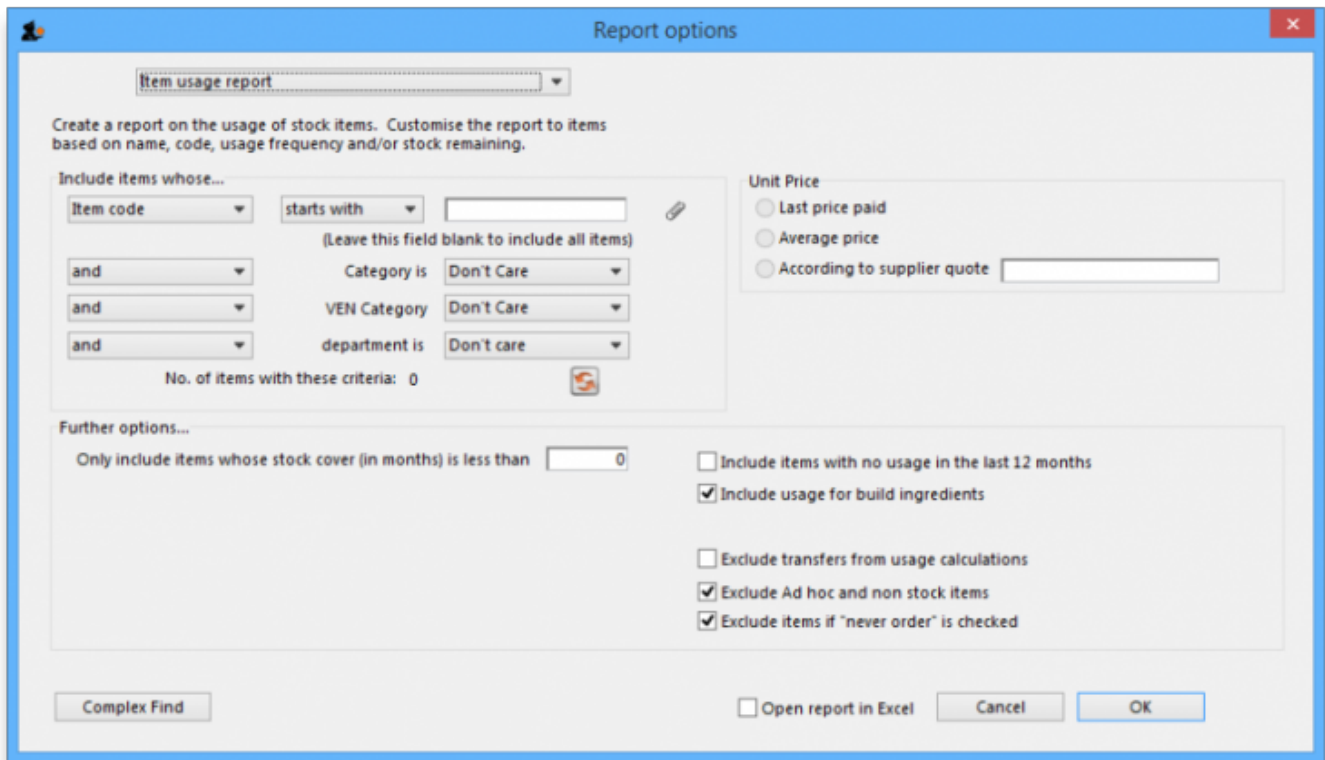 Report options
Item usage report
Create a report on the usage of stock items. Customise the report to items
based on name, code, usage frequency and/or stock remaining.
Include items whose...
Item code starts with
(Leave this field blank to include all items)
and Category is Don't Care
and VEN Category Don't Care
and department is Don't care
No. of items with these criteria: 0
Unit Price
Last price paid
Average price
According to supplier quote
Further options...
Only include items whose stock cover (in months) is less than 0
Include items with no usage in the last 12 months
Include usage for build ingredients
Exclude transfers from usage calculations
Exclude Ad hoc and non stock items
Exclude items if "never order" is checked
Complex Find
Open report in Excel
Cancel
OK